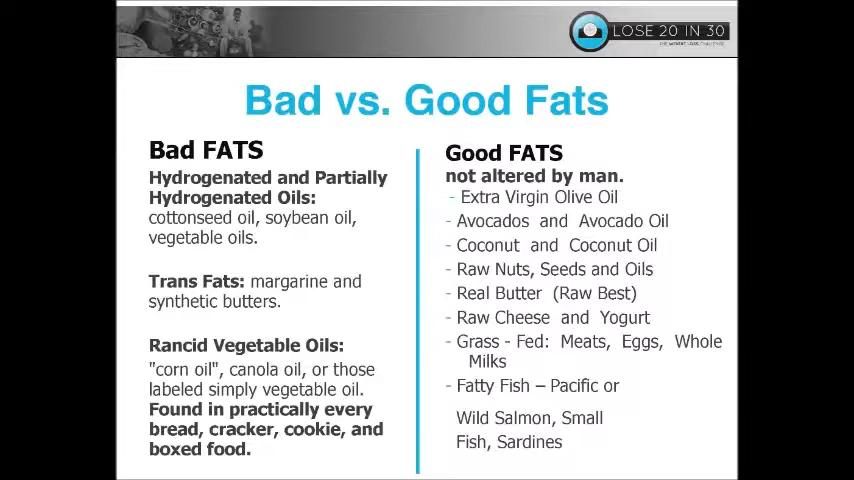 LOSE 20 IN 30
THE WEIGHT LOSS CHALLENGE
Bad vs. Good Fats
Bad FATS
Hydrogenated and Partially
Hydrogenated Oils:
cottonseed oil, soybean oil,
vegetable oils.
Trans Fats: margarine and
synthetic butters.
Rancid Vegetable Oils:
"corn oil", canola oil, or those
labeled simply vegetable oil.
Found in practically every
bread, cracker, cookie, and
boxed food.
Good FATS
not altered by man.
- Extra Virgin Olive Oil
- Avocados and Avocado Oil
- Coconut and Coconut Oil
- Raw Nuts, Seeds and Oils
- Real Butter (Raw Best)
- Raw Cheese and Yogurt
- Grass - Fed: Meats, Eggs, Whole
Milks
- Fatty Fish – Pacific or
Wild Salmon, Small
Fish, Sardines